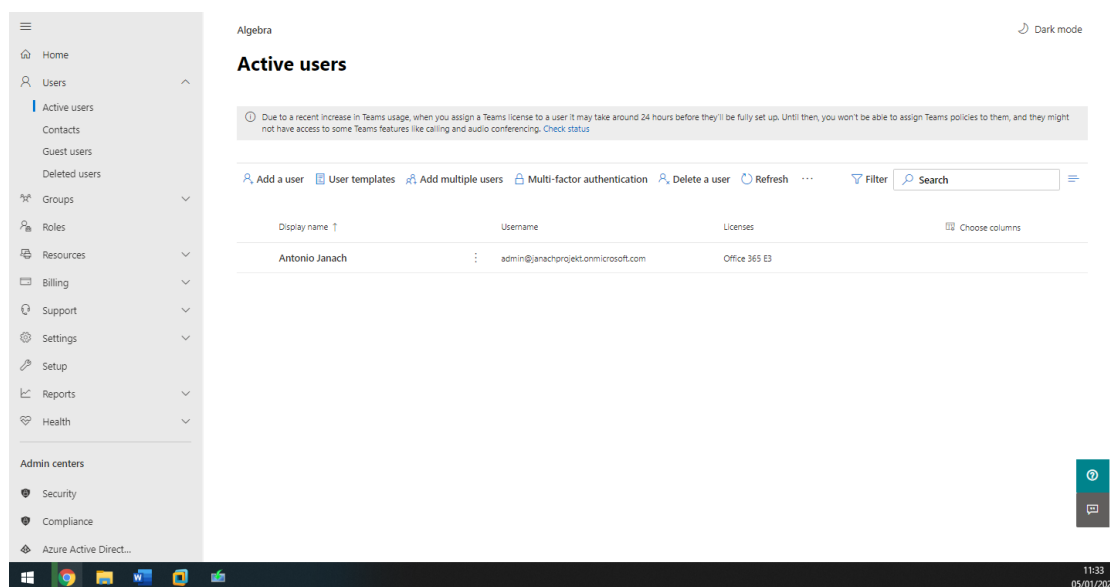 Algebra
Dark mode
Home
Active users
Users
Active users
Due to a recent increase in Teams usage, when you assign a Teams license to a user it may take around 24 hours before they'll be fully set up. Until then, you won't be able to assign Teams policies to them, and they might
not have access to some Teams features like calling and audio conferencing. Check status
Contacts
Guest users
Deleted users
Add a user User templates Add multiple users Multi-factor authentication Delete a user Refresh ··· Filter Search
Groups
Roles
Display name ↑ Username Licenses Choose columns
Resources
Antonio Janach admin@janachprojekt.onmicrosoft.com Office 365 E3
Billing
Support
Settings
Setup
Reports
Health
Admin centers
Security
Compliance
Azure Active Direct...
11:33
05/01/202